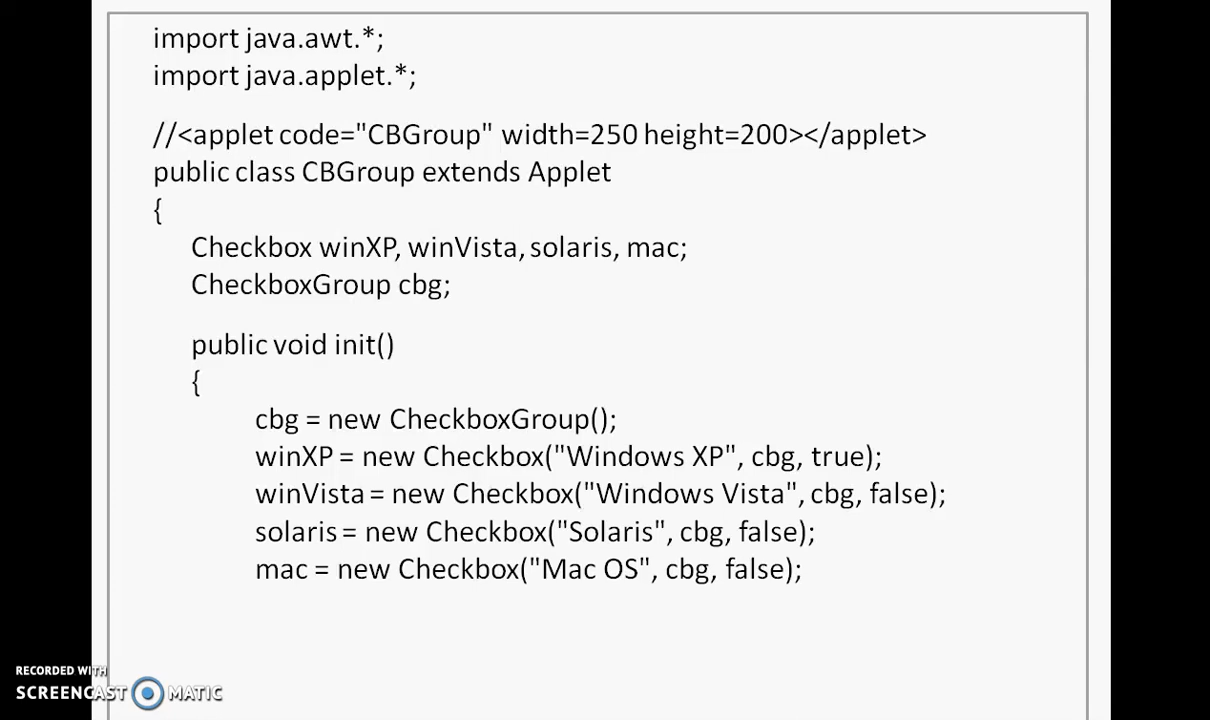 import java.awt.*;
import java.applet.*;
//<applet code="CBGroup" width=250 height=200></applet>
public class CBGroup extends Applet
{
Checkbox winXP, winVista, solaris, mac;
CheckboxGroup cbg;
public void init()
{
cbg = new CheckboxGroup();
winXP = new Checkbox("Windows XP", cbg, true);
winVista = new Checkbox("Windows Vista", cbg, false);
solaris = new Checkbox("Solaris", cbg, false);
mac = new Checkbox("Mac OS", cbg, false);
RECORDED WITH
SCREENCAST MATIC